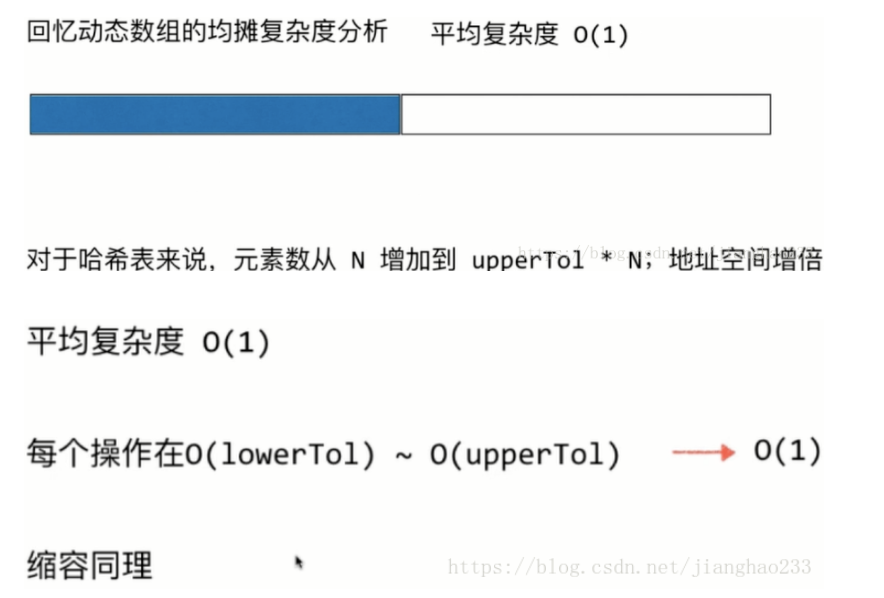 回忆动态数组的均摊复杂度分析 平均复杂度 O(1)
对于哈希表来说，元素数从 N 增加到 upperTol * N；地址空间增倍
平均复杂度 O(1)
每个操作在O(lowerTol) ~ O(upperTol) → O(1)
缩容同理
https://blog.csdn.net/jianghao233